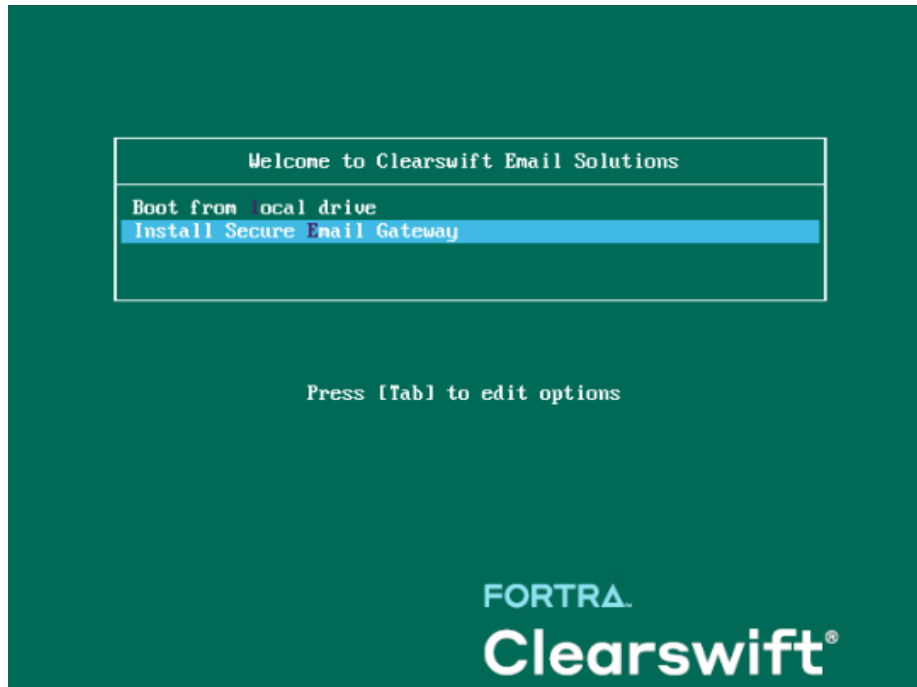 Welcome to Clearswift Email Solutions
Boot from local drive
Install Secure Email Gateway
Press [Tab] to edit options
FORTRA™
Clearswift®